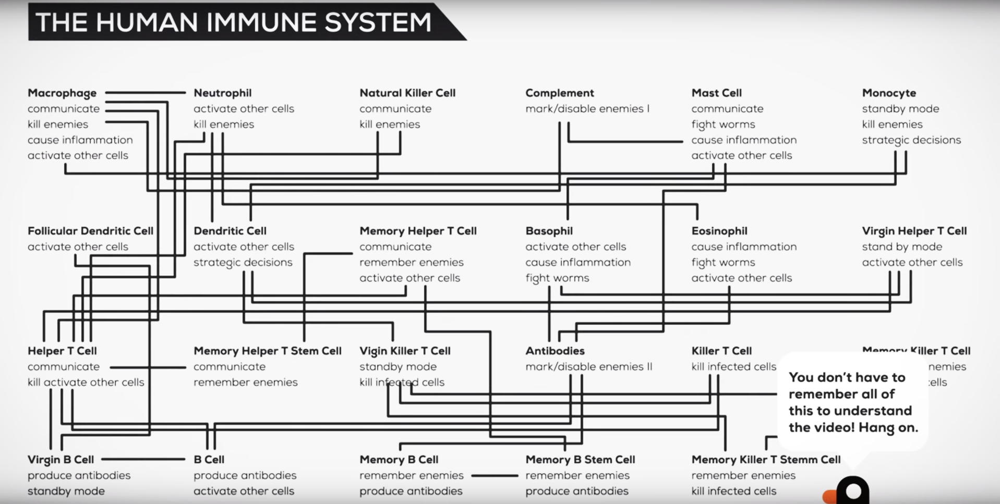 THE HUMAN IMMUNE SYSTEM
Macrophage
communicate
kill enemies
cause inflammation
activate other cells
Neutrophil
activate other cells
kill enemies
Natural Killer Cell
communicate
kill enemies
Complement
mark/disable enemies I
Mast Cell
communicate
fight worms
cause inflammation
activate other cells
Monocyte
standby mode
kill enemies
strategic decisions
Follicular Dendritic Cell
activate other cells
Dendritic Cell
activate other cells
strategic decisions
Memory Helper T Cell
communicate
remember enemies
activate other cells
Basophil
activate other cells
cause inflammation
fight worms
Eosinophil
cause inflammation
fight worms
activate other cells
Virgin Helper T Cell
stand by mode
activate other cells
Helper T Cell
communicate
kill activate other cells
Memory Helper T Stem Cell
communicate
remember enemies
Vigin Killer T Cell
standby mode
kill infected cells
Antibodies
mark/disable enemies II
Killer T Cell
kill infected cells
Memory Killer T Cell
enemies
cells
You don't have to
remember all of
this to understand
the video! Hang on.
Virgin B Cell
produce antibodies
standby mode
B Cell
produce antibodies
activate other cells
Memory B Cell
remember enemies
produce antibodies
Memory B Stem Cell
remember enemies
produce antibodies
Memory Killer T Stemm Cell
remember enemies
kill infected cells